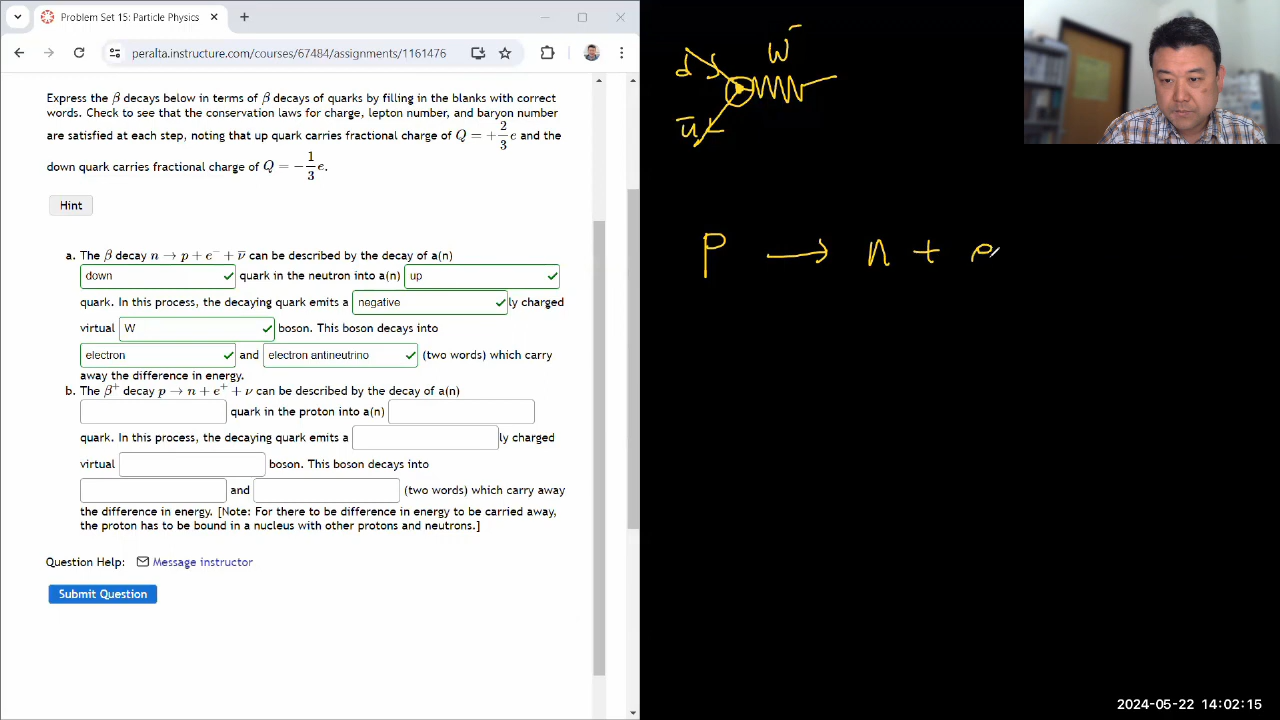 Problem Set 15: Particle Physics
peralta.instructure.com/courses/67484/assignments/1161476
Express the β decays below in terms of β decays of quarks by filling in the blanks with correct
words. Check to see that the conservation laws for charge, lepton number, and baryon number
are satisfied at each step, noting that up quark carries fractional charge of Q = +2/3 e and the
down quark carries fractional charge of Q = −1/3 e.
Hint
a. The β decay n → p + e⁻ + ν̅ can be described by the decay of a(n)
down quark in the neutron into a(n) up
quark. In this process, the decaying quark emits a negative ly charged
virtual W boson. This boson decays into
electron and electron antineutrino (two words) which carry
away the difference in energy.
b. The β⁺ decay p → n + e⁺ + ν can be described by the decay of a(n)
quark in the proton into a(n)
quark. In this process, the decaying quark emits a ly charged
virtual boson. This boson decays into
and (two words) which carry away
the difference in energy. [Note: For there to be difference in energy to be carried away,
the proton has to be bound in a nucleus with other protons and neutrons.]
Question Help: Message instructor
Submit Question
W⁻
d
u̅
p → n + e
2024-05-22 14:02:15